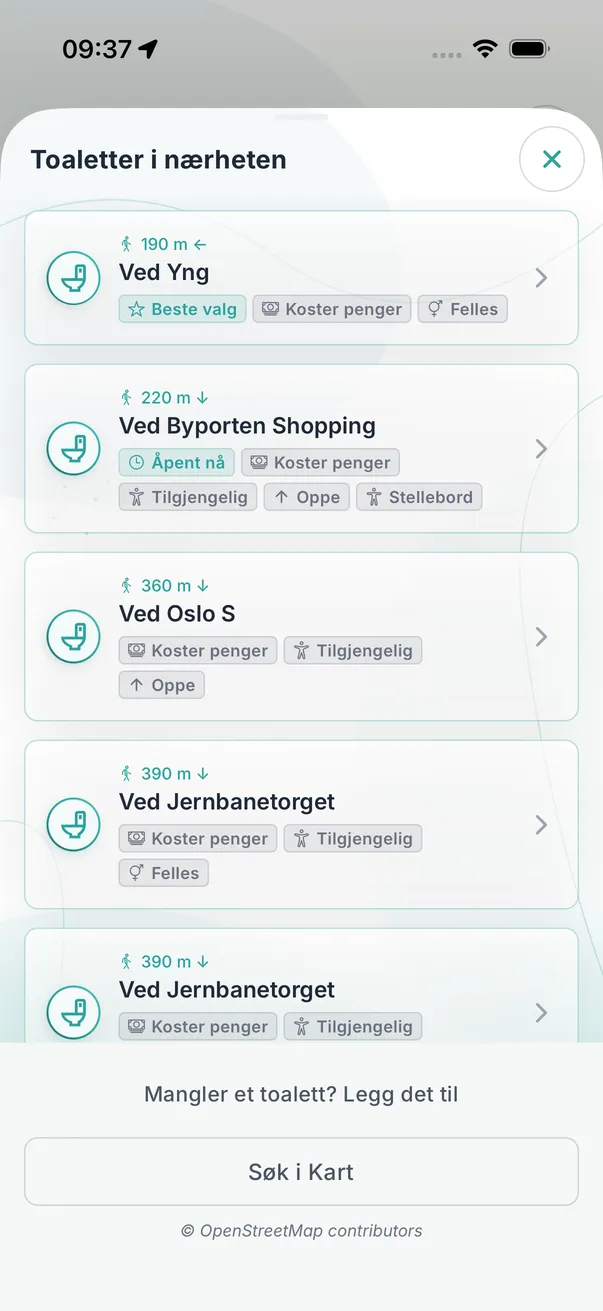 09:37
Toaletter i nærheten
190 m ←
Ved Yng
Beste valg Koster penger Felles
220 m ↓
Ved Byporten Shopping
Åpent nå Koster penger
Tilgjengelig Oppe Stellebord
360 m ↓
Ved Oslo S
Koster penger Tilgjengelig
Oppe
390 m ↓
Ved Jernbanetorget
Koster penger Tilgjengelig
Felles
390 m ↓
Ved Jernbanetorget
Koster penger Tilgjengelig
Mangler et toalett? Legg det til
Søk i Kart
© OpenStreetMap contributors